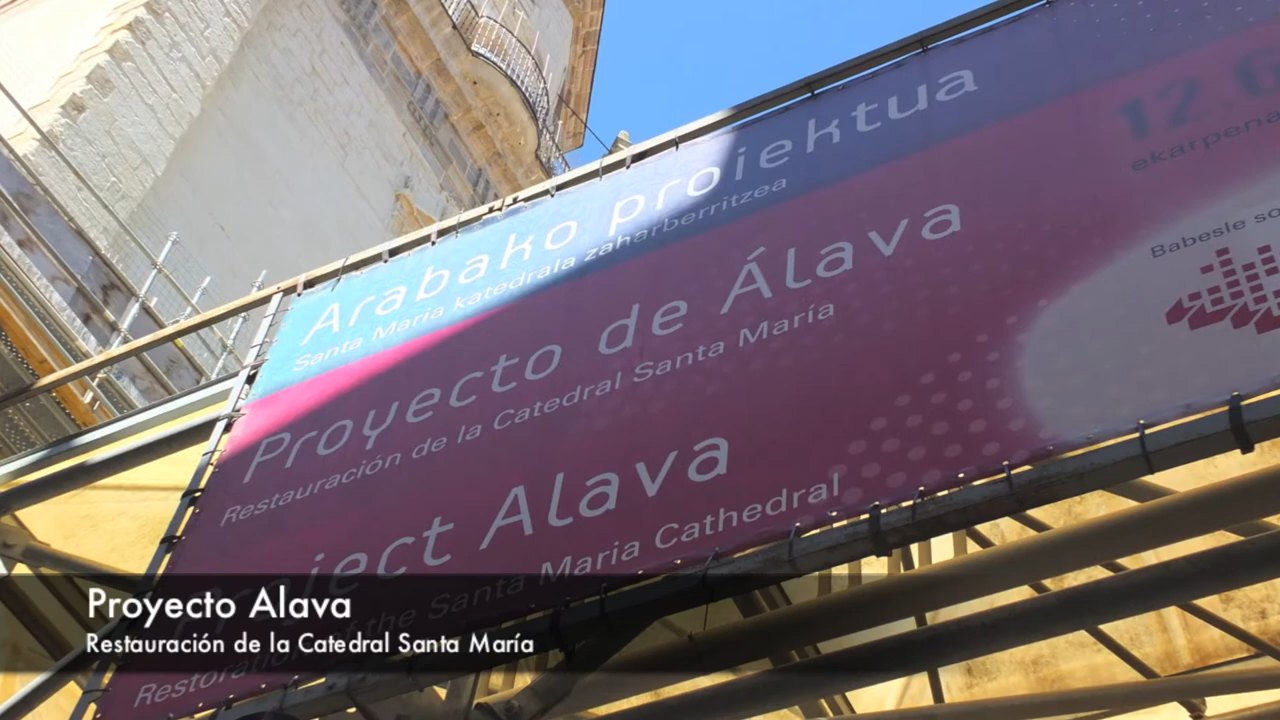 Arabako proiektua
Santa Maria katedrala zaharberritzea
Proyecto de Álava
Restauración de la Catedral Santa María
Project Alava
Restoration of the Santa Maria Cathedral
12
ekarpena
Babesle
Proyecto Alava
Restauración de la Catedral Santa María